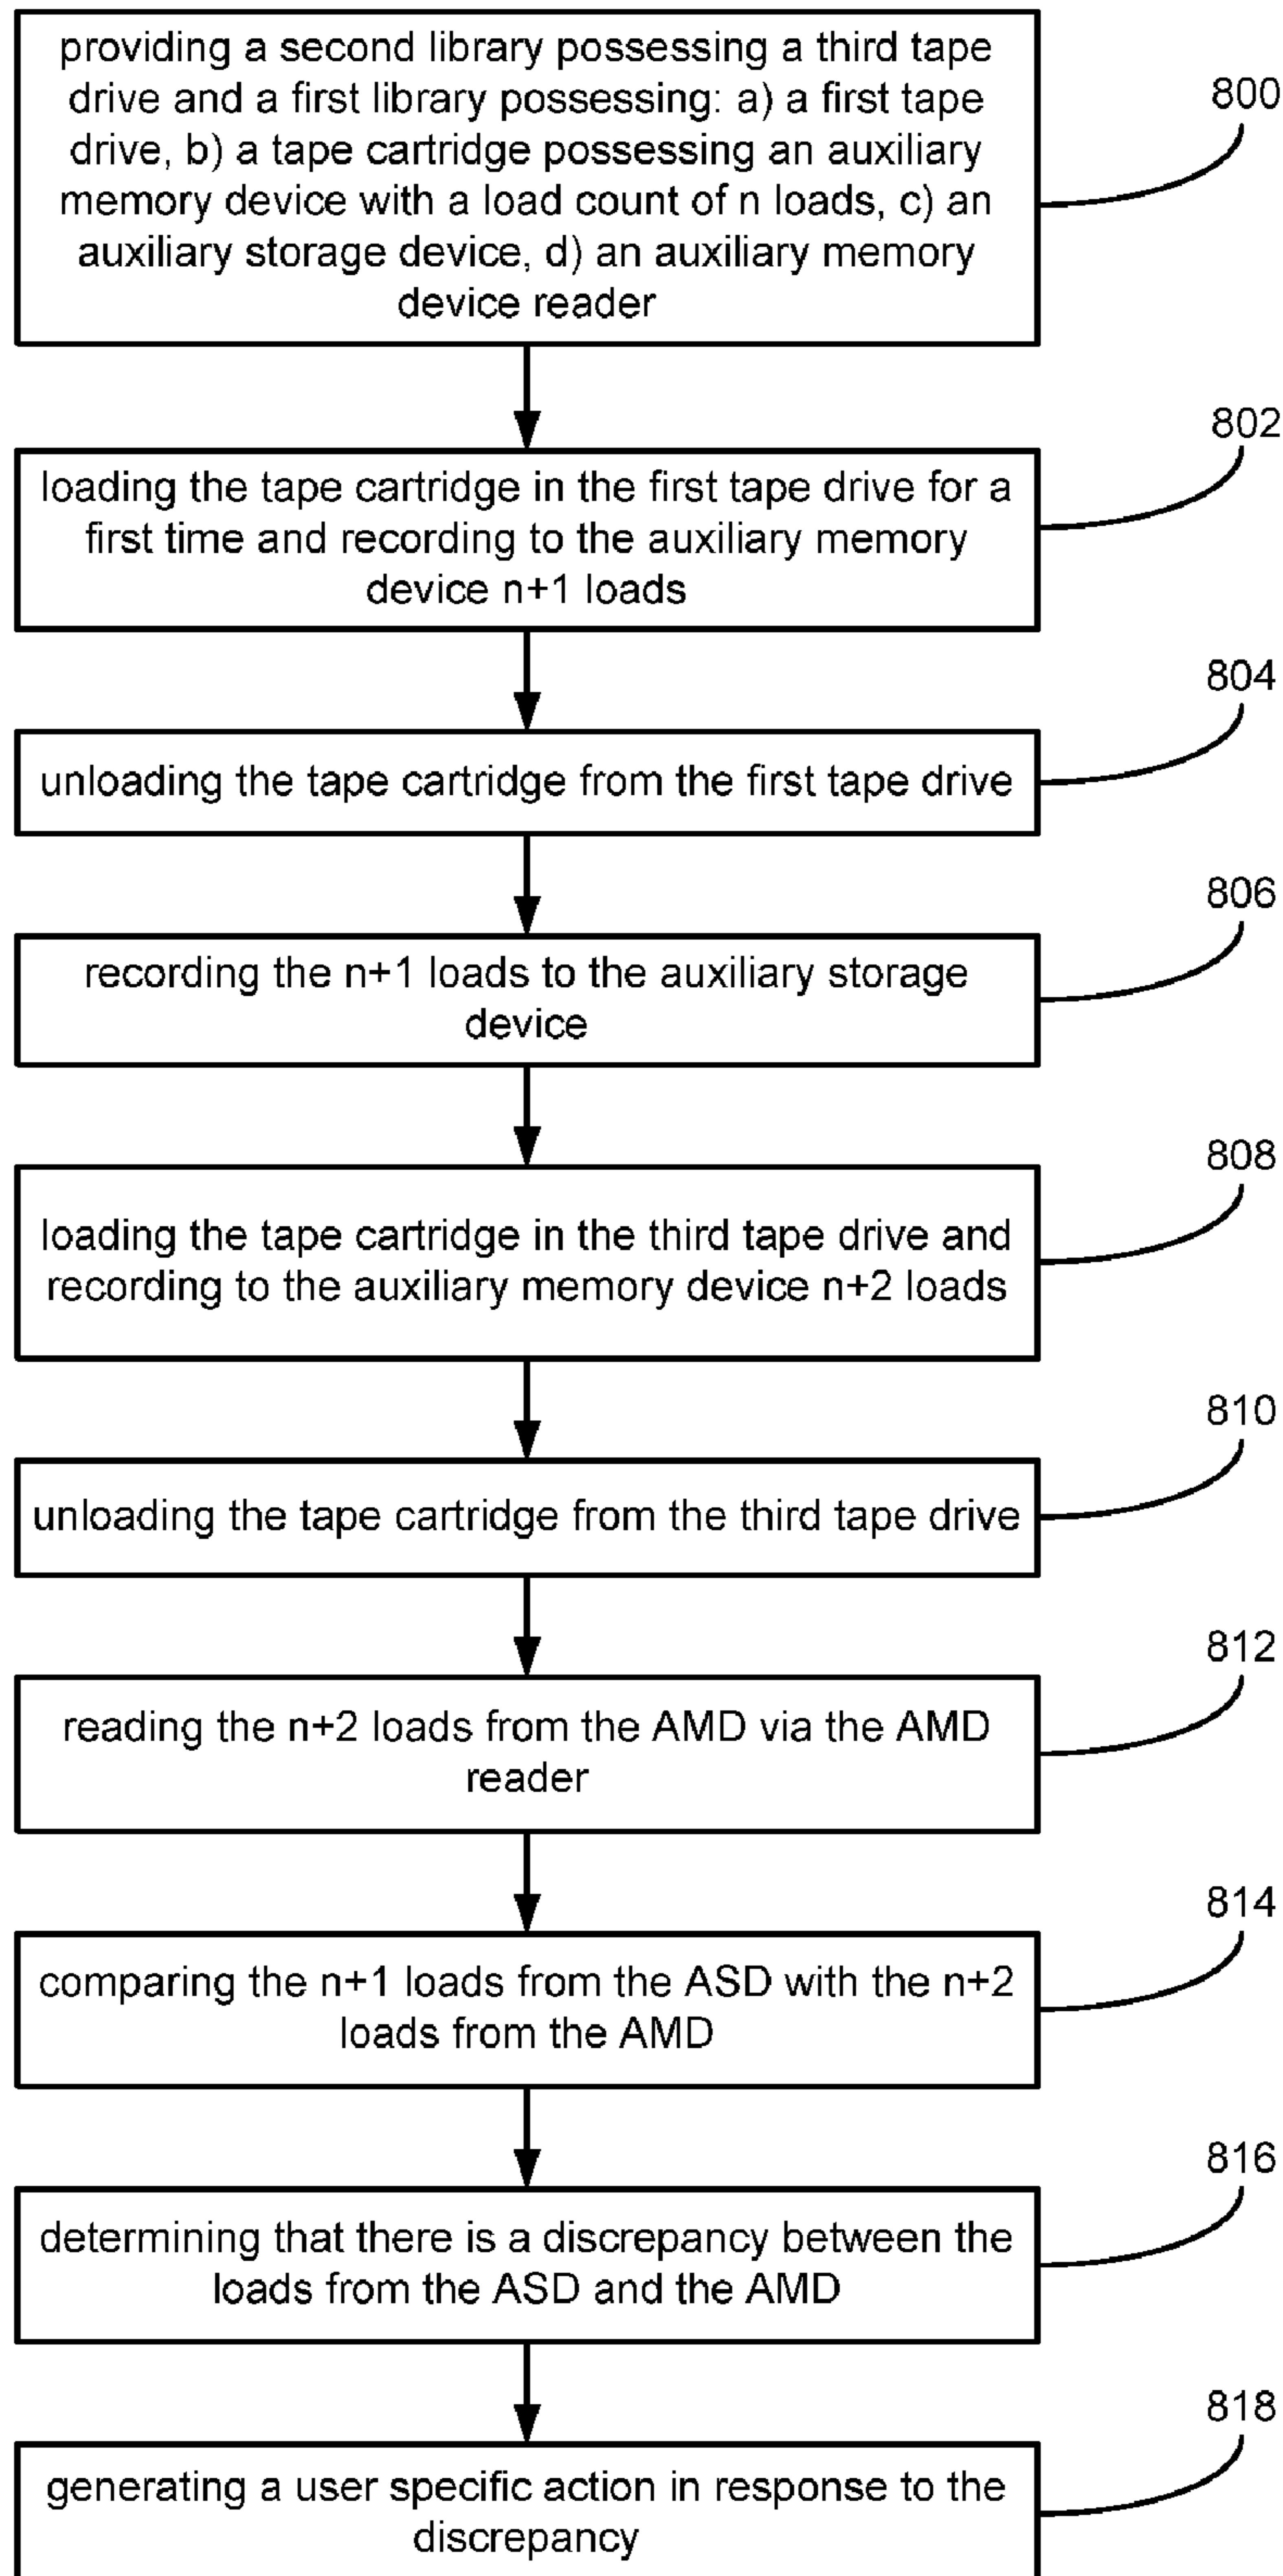 providing a second library possessing a third tape
drive and a first library possessing: a) a first tape
drive, b) a tape cartridge possessing an auxiliary
memory device with a load count of n loads, c) an
auxiliary storage device, d) an auxiliary memory
device reader
800
loading the tape cartridge in the first tape drive for a
first time and recording to the auxiliary memory
device n+1 loads
802
unloading the tape cartridge from the first tape drive
804
recording the n+1 loads to the auxiliary storage
device
806
loading the tape cartridge in the third tape drive and
recording to the auxiliary memory device n+2 loads
808
unloading the tape cartridge from the third tape drive
810
reading the n+2 loads from the AMD via the AMD
reader
812
comparing the n+1 loads from the ASD with the n+2
loads from the AMD
814
determining that there is a discrepancy between the
loads from the ASD and the AMD
816
generating a user specific action in response to the
discrepancy
818